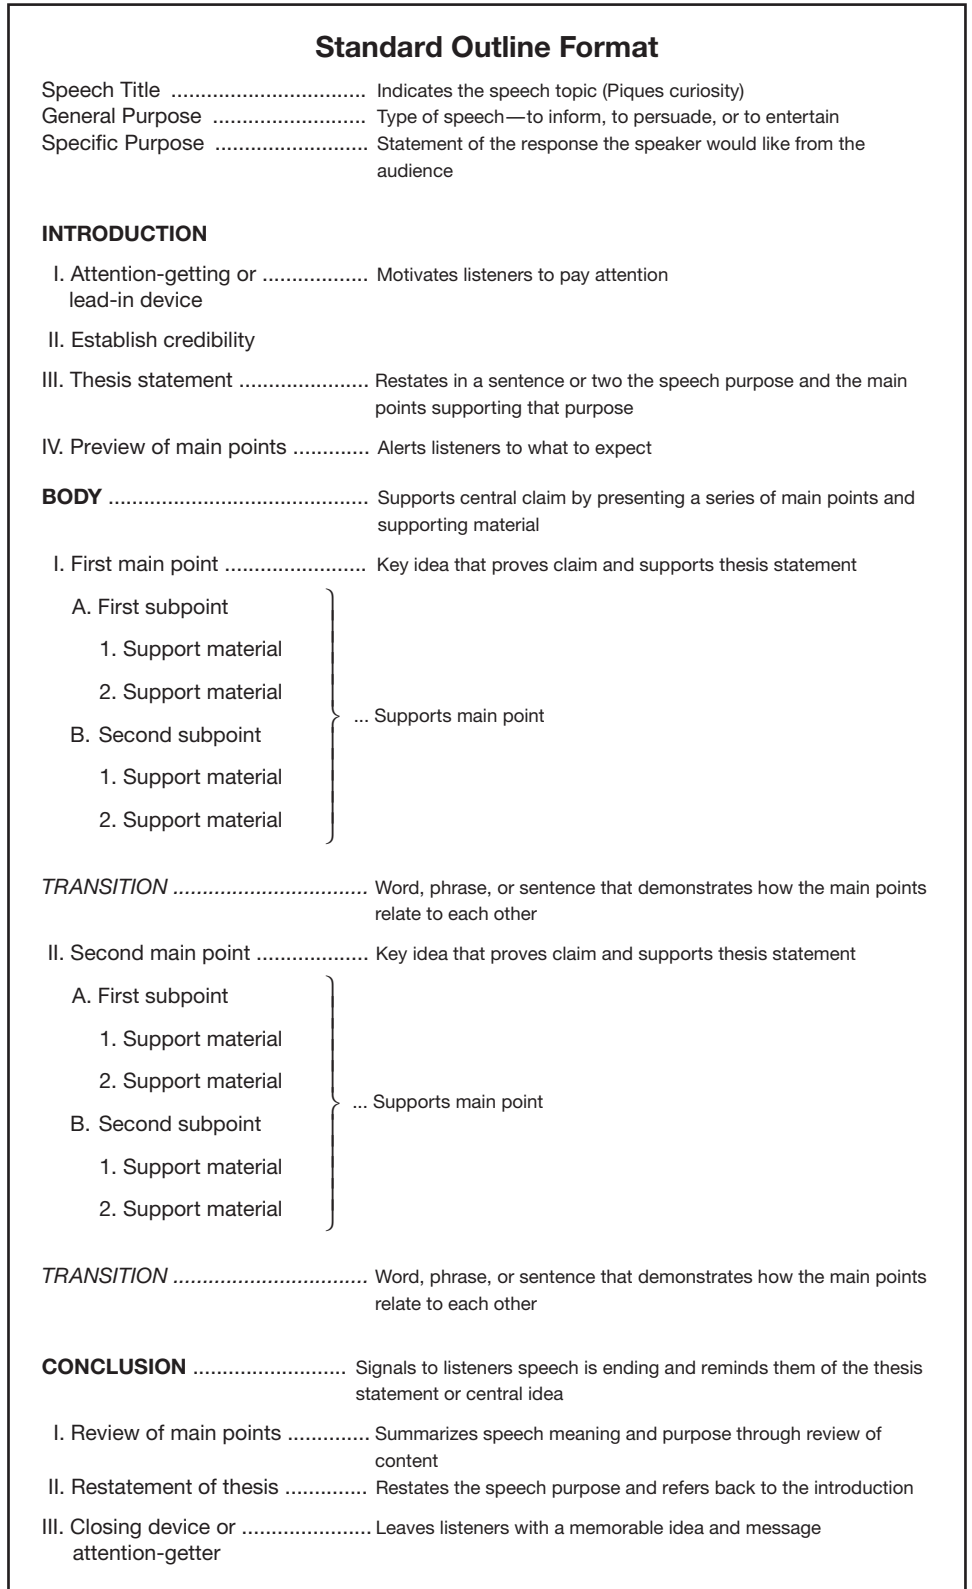 Standard Outline Format
Speech Title ................................. Indicates the speech topic (Piques curiosity)
General Purpose .......................... Type of speech—to inform, to persuade, or to entertain
Specific Purpose .......................... Statement of the response the speaker would like from the
audience
INTRODUCTION
I. Attention-getting or .................. Motivates listeners to pay attention
lead-in device
II. Establish credibility
III. Thesis statement ...................... Restates in a sentence or two the speech purpose and the main
points supporting that purpose
IV. Preview of main points ............. Alerts listeners to what to expect
BODY ............................................ Supports central claim by presenting a series of main points and
supporting material
I. First main point ........................ Key idea that proves claim and supports thesis statement
A. First subpoint
1. Support material
2. Support material
... Supports main point
B. Second subpoint
1. Support material
2. Support material
TRANSITION ................................. Word, phrase, or sentence that demonstrates how the main points
relate to each other
II. Second main point ................... Key idea that proves claim and supports thesis statement
A. First subpoint
1. Support material
2. Support material
... Supports main point
B. Second subpoint
1. Support material
2. Support material
TRANSITION ................................. Word, phrase, or sentence that demonstrates how the main points
relate to each other
CONCLUSION .......................... Signals to listeners speech is ending and reminds them of the thesis
statement or central idea
I. Review of main points .............. Summarizes speech meaning and purpose through review of
content
II. Restatement of thesis .............. Restates the speech purpose and refers back to the introduction
III. Closing device or ...................... Leaves listeners with a memorable idea and message
attention-getter